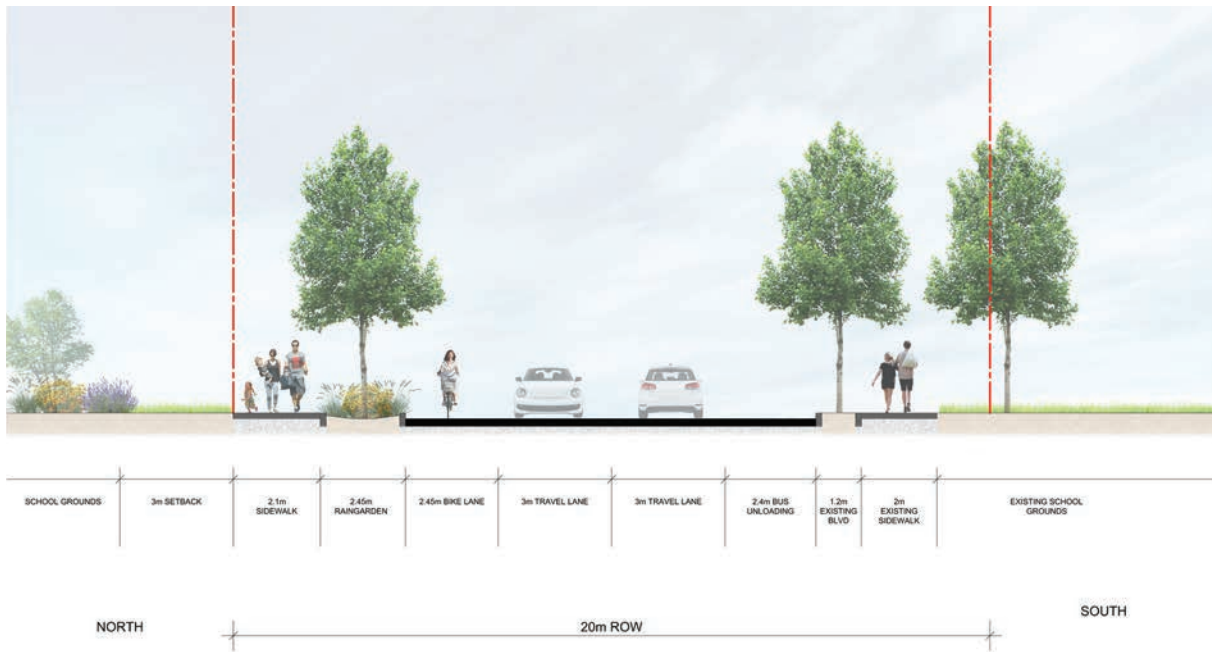 SCHOOL GROUNDS
3m SETBACK
2.1m
SIDEWALK
2.45m
RAINGARDEN
2.45m BIKE LANE
3m TRAVEL LANE
3m TRAVEL LANE
2.4m BUS
UNLOADING
1.2m
EXISTING
BLVD
2m
EXISTING
SIDEWALK
EXISTING SCHOOL
GROUNDS
NORTH
20m ROW
SOUTH